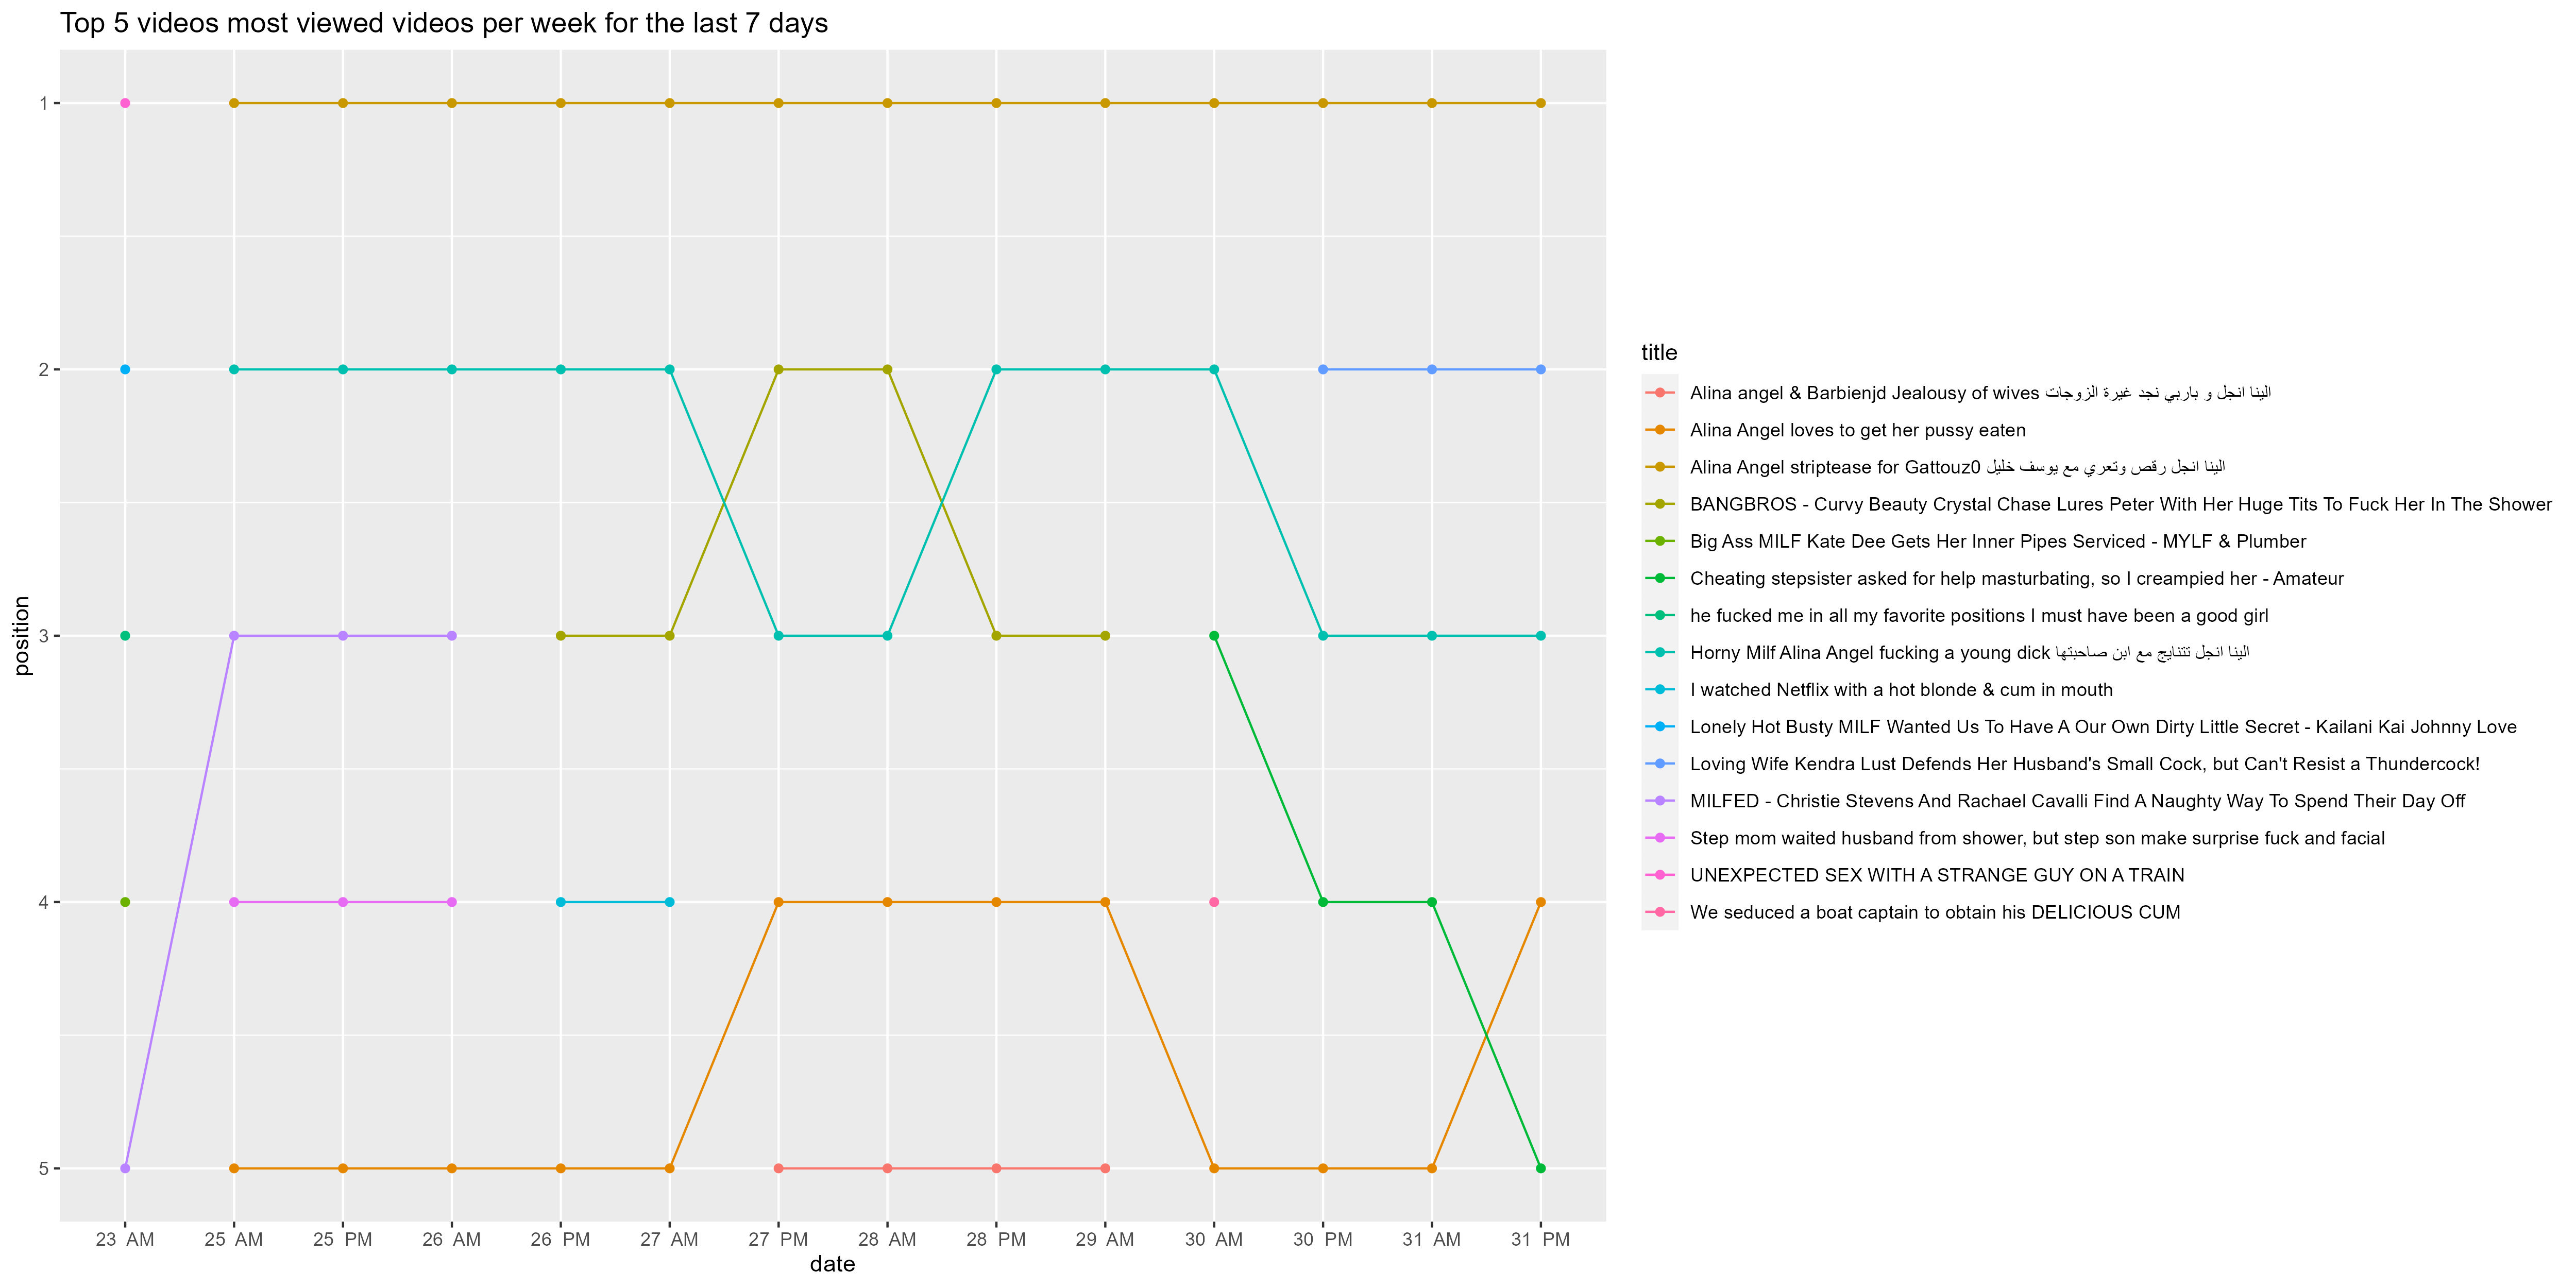 Top 5 videos most viewed videos per week for the last 7 days
position
1
2
3
4
5
23 AM
25 AM
25 PM
26 AM
26 PM
27 AM
27 PM
28 AM
28 PM
29 AM
30 AM
30 PM
31 AM
31 PM
date
title
Alina angel & Barbienjd Jealousy of wives الينا انجل و باربي نجد غيرة الزوجات
Alina Angel loves to get her pussy eaten
Alina Angel striptease for Gattouz0 الينا انجل رقص وتعري مع يوسف خليل
BANGBROS - Curvy Beauty Crystal Chase Lures Peter With Her Huge Tits To Fuck Her In The Shower
Big Ass MILF Kate Dee Gets Her Inner Pipes Serviced - MYLF & Plumber
Cheating stepsister asked for help masturbating, so I creampied her - Amateur
he fucked me in all my favorite positions I must have been a good girl
Horny Milf Alina Angel fucking a young dick الينا انجل تتنايج مع ابن صاحبتها
I watched Netflix with a hot blonde & cum in mouth
Lonely Hot Busty MILF Wanted Us To Have A Our Own Dirty Little Secret - Kailani Kai Johnny Love
Loving Wife Kendra Lust Defends Her Husband's Small Cock, but Can't Resist a Thundercock!
MILFED - Christie Stevens And Rachael Cavalli Find A Naughty Way To Spend Their Day Off
Step mom waited husband from shower, but step son make surprise fuck and facial
UNEXPECTED SEX WITH A STRANGE GUY ON A TRAIN
We seduced a boat captain to obtain his DELICIOUS CUM